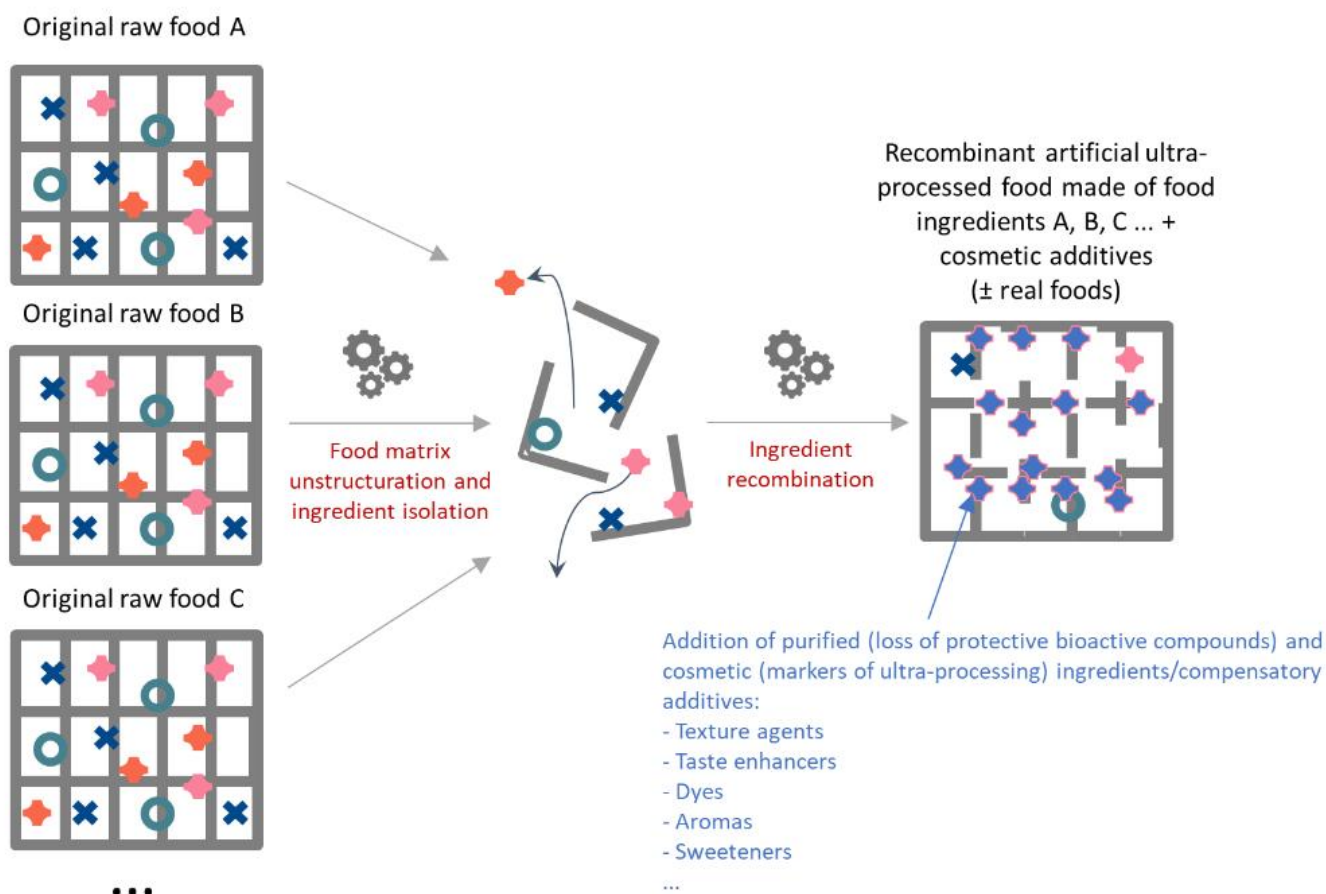 Original raw food A
Original raw food B
Original raw food C
...
Food matrix
unstructuration and
ingredient isolation
Ingredient
recombination
Recombinant artificial ultra-
processed food made of food
ingredients A, B, C ... +
cosmetic additives
(± real foods)
Addition of purified (loss of protective bioactive compounds) and
cosmetic (markers of ultra-processing) ingredients/compensatory
additives:
- Texture agents
- Taste enhancers
- Dyes
- Aromas
- Sweeteners
...